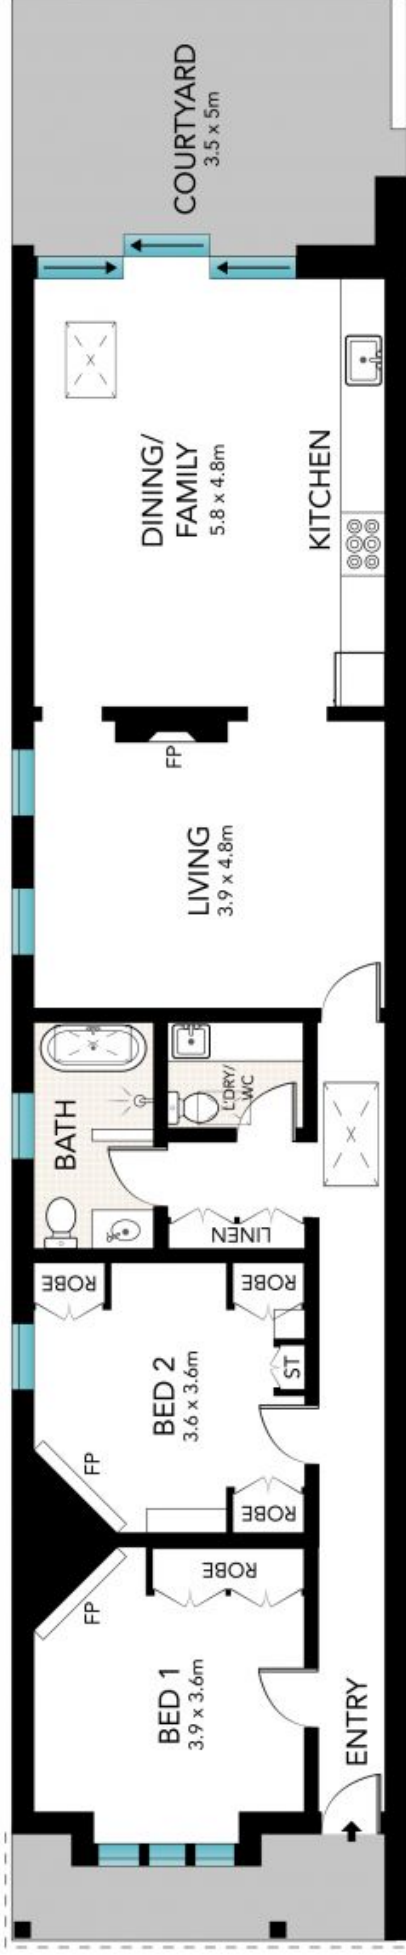 COURTYARD
3.5 x 5m
DINING/
FAMILY
5.8 x 4.8m
KITCHEN
FP
LIVING
3.9 x 4.8m
BATH
L'DRY/
WC
LINEN
ROBE
ROBE
BED 2
3.6 x 3.6m
ST
FP
ROBE
ROBE
FP
BED 1
3.9 x 3.6m
ENTRY